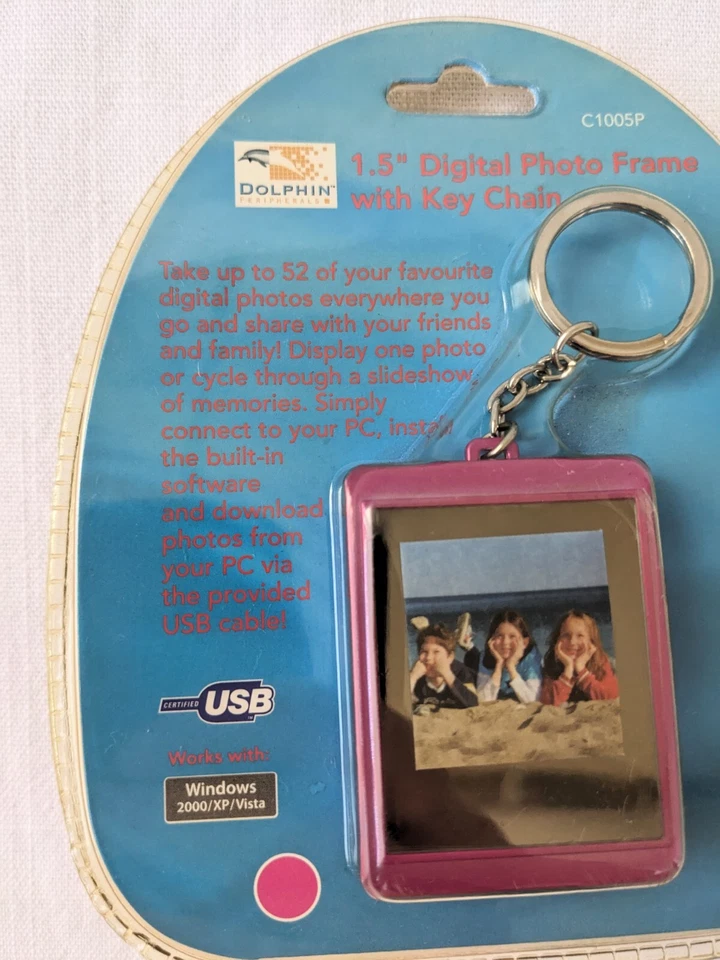 C1005P
DOLPHIN™
PERIPHERALS
1.5" Digital Photo Frame
with Key Chain
Take up to 52 of your favourite
digital photos everywhere you
go and share with your friends
and family! Display one photo
or cycle through a slideshow
of memories. Simply
connect to your PC, install
the built-in
software
and download
photos from
your PC via
the provided
USB cable!
CERTIFIED USB™
Works with:
Windows
2000/XP/Vista